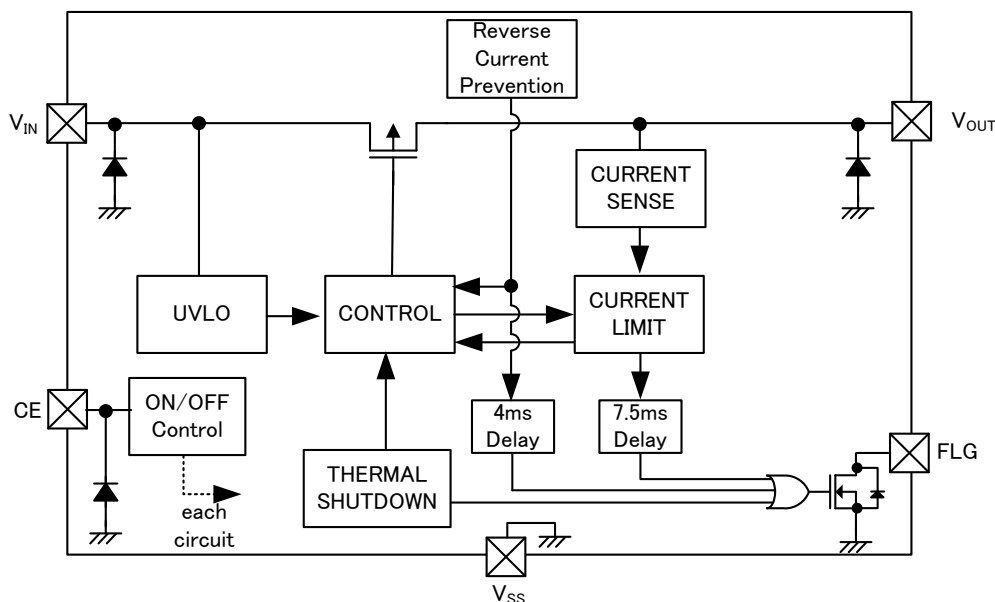 Reverse
Current
Prevention
VIN
VOUT
CURRENT
SENSE
UVLO
CONTROL
CURRENT
LIMIT
CE
ON/OFF
Control
4ms
Delay
7.5ms
Delay
FLG
THERMAL
SHUTDOWN
each
circuit
VSS